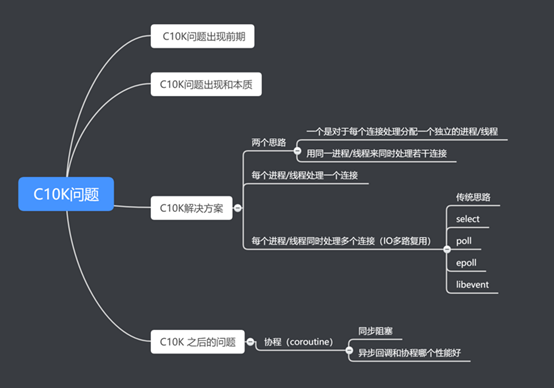 C10K问题
C10K问题出现前期
C10K问题出现和本质
C10K解决方案
两个思路
一个是对于每个连接处理分配一个独立的进程/线程
用同一进程/线程来同时处理若干连接
每个进程/线程处理一个连接
每个进程/线程同时处理多个连接（IO多路复用）
传统思路
select
poll
epoll
libevent
C10K 之后的问题
协程（coroutine）
同步阻塞
异步回调和协程哪个性能好